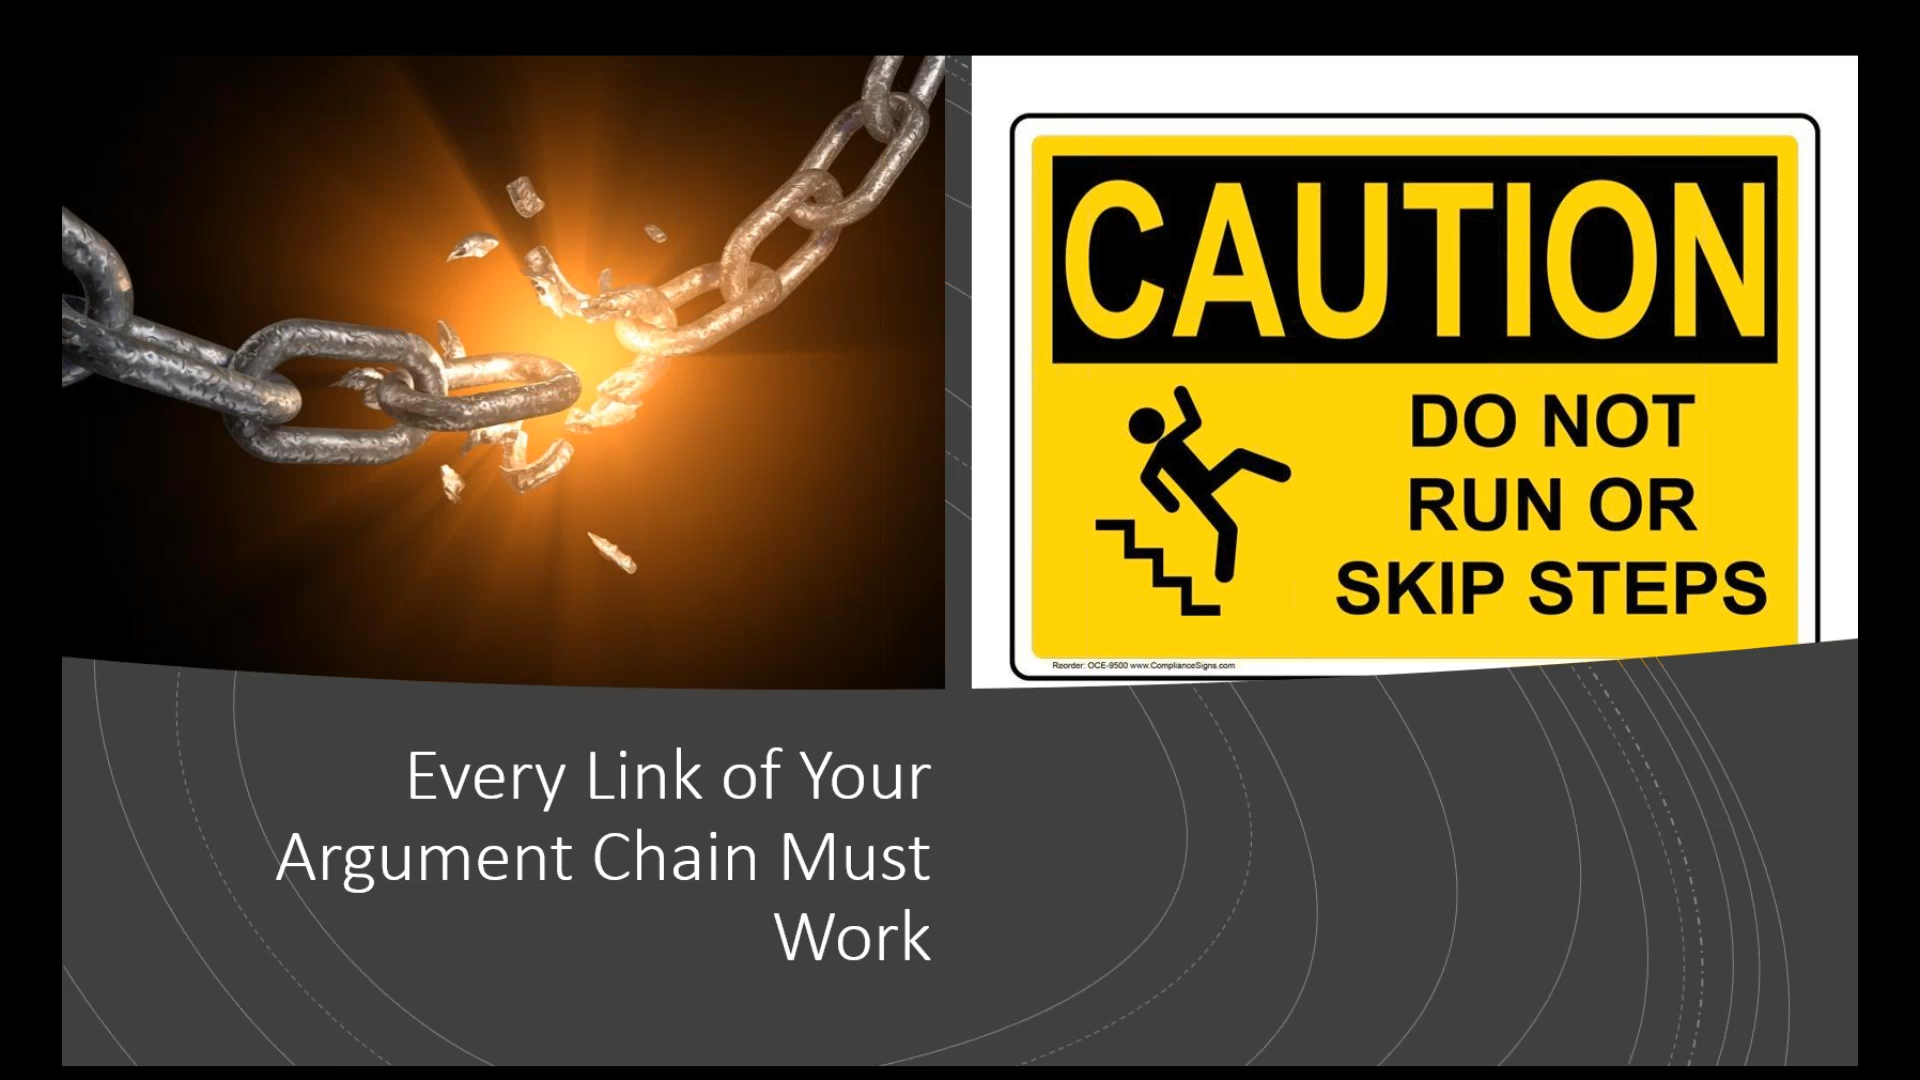 CAUTION
DO NOT
RUN OR
SKIP STEPS
Reorder: OCE-9500 www.ComplianceSigns.com
Every Link of Your
Argument Chain Must
Work